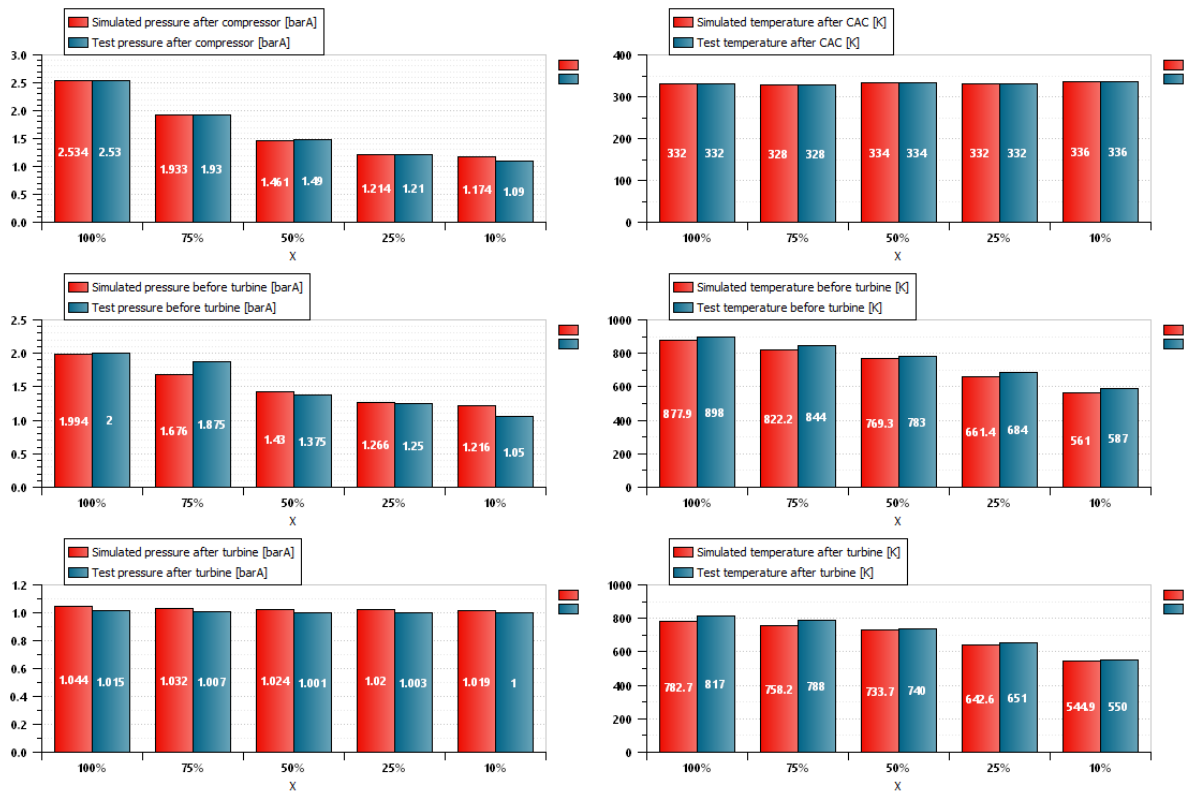 Simulated pressure after compressor [barA]
Test pressure after compressor [barA]
3.0
2.5
2.0
1.5
1.0
0.5
0.0
2.534 2.53 1.933 1.93 1.461 1.49 1.214 1.21 1.174 1.09
100% 75% 50% 25% 10%
X
Simulated temperature after CAC [K]
Test temperature after CAC [K]
400
300
200
100
0
332 332 328 328 334 334 332 332 336 336
100% 75% 50% 25% 10%
X
Simulated pressure before turbine [barA]
Test pressure before turbine [barA]
2.5
2.0
1.5
1.0
0.5
0.0
1.994 2 1.676 1.875 1.43 1.375 1.266 1.25 1.216 1.05
100% 75% 50% 25% 10%
X
Simulated temperature before turbine [K]
Test temperature before turbine [K]
1000
800
600
400
200
0
877.9 898 822.2 844 769.3 783 661.4 684 561 587
100% 75% 50% 25% 10%
X
Simulated pressure after turbine [barA]
Test pressure after turbine [barA]
1.2
1.0
0.8
0.6
0.4
0.2
0.0
1.044 1.015 1.032 1.007 1.024 1.001 1.02 1.003 1.019 1
100% 75% 50% 25% 10%
X
Simulated temperature after turbine [K]
Test temperature after turbine [K]
1000
800
600
400
200
0
782.7 817 758.2 788 733.7 740 642.6 651 544.9 550
100% 75% 50% 25% 10%
X